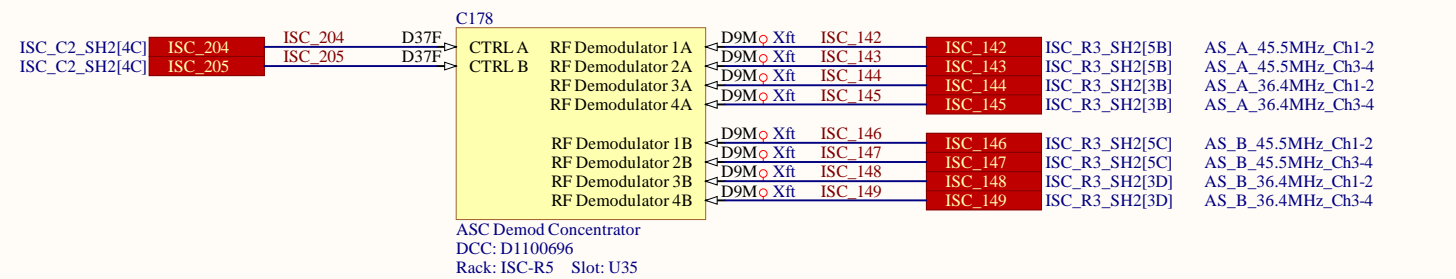 C178
ISC_C2_SH2[4C] ISC_204 ISC_204 D37F CTRL A RF Demodulator 1A D9M Xft ISC_142 ISC_142 ISC_R3_SH2[5B] AS_A_45.5MHz_Ch1-2
ISC_C2_SH2[4C] ISC_205 ISC_205 D37F CTRL B RF Demodulator 2A D9M Xft ISC_143 ISC_143 ISC_R3_SH2[5B] AS_A_45.5MHz_Ch3-4
RF Demodulator 3A D9M Xft ISC_144 ISC_144 ISC_R3_SH2[3B] AS_A_36.4MHz_Ch1-2
RF Demodulator 4A D9M Xft ISC_145 ISC_145 ISC_R3_SH2[3B] AS_A_36.4MHz_Ch3-4
RF Demodulator 1B D9M Xft ISC_146 ISC_146 ISC_R3_SH2[5C] AS_B_45.5MHz_Ch1-2
RF Demodulator 2B D9M Xft ISC_147 ISC_147 ISC_R3_SH2[5C] AS_B_45.5MHz_Ch3-4
RF Demodulator 3B D9M Xft ISC_148 ISC_148 ISC_R3_SH2[3D] AS_B_36.4MHz_Ch1-2
RF Demodulator 4B D9M Xft ISC_149 ISC_149 ISC_R3_SH2[3D] AS_B_36.4MHz_Ch3-4
ASC Demod Concentrator
DCC: D1100696
Rack: ISC-R5 Slot: U35